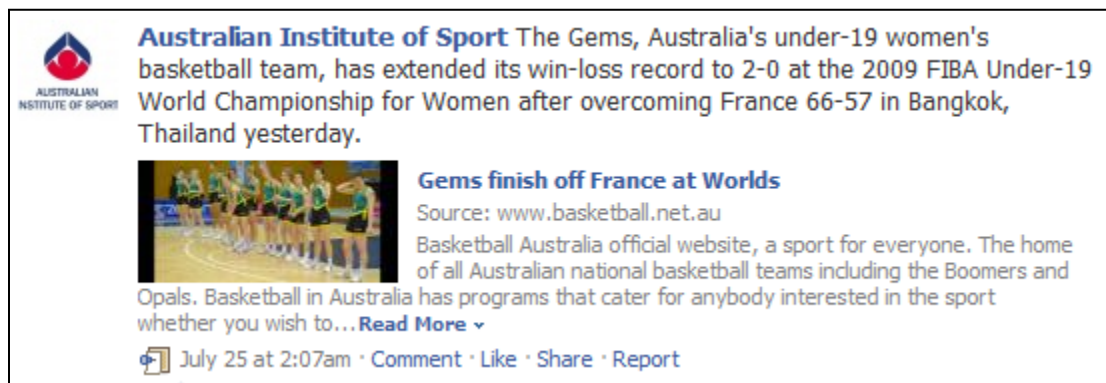 Australian Institute of Sport The Gems, Australia's under-19 women's
basketball team, has extended its win-loss record to 2-0 at the 2009 FIBA Under-19
World Championship for Women after overcoming France 66-57 in Bangkok,
Thailand yesterday.
AUSTRALIAN
NSTITUTE OF SPORT
Gems finish off France at Worlds
Source: www.basketball.net.au
Basketball Australia official website, a sport for everyone. The home
of all Australian national basketball teams including the Boomers and
Opals. Basketball in Australia has programs that cater for anybody interested in the sport
whether you wish to...Read More
July 25 at 2:07am · Comment · Like · Share · Report